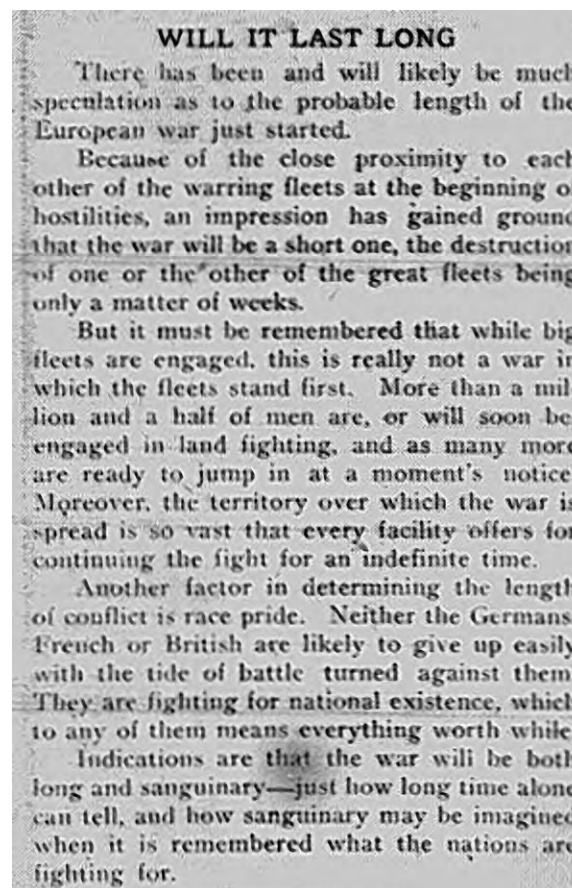 WILL IT LAST LONG
There has been and will likely be much
speculation as to the probable length of the
European war just started.
Because of the close proximity to each
other of the warring fleets at the beginning of
hostilities, an impression has gained ground
that the war will be a short one, the destruction
of one or the other of the great fleets being
only a matter of weeks.
But it must be remembered that while big
fleets are engaged, this is really not a war in
which the fleets stand first. More than a mil-
lion and a half of men are, or will soon be,
engaged in land fighting, and as many more
are ready to jump in at a moment's notice.
Moreover, the territory over which the war is
spread is so vast that every facility offers for
continuing the fight for an indefinite time.
Another factor in determining the length
of conflict is race pride. Neither the Germans,
French or British are likely to give up easily
with the tide of battle turned against them.
They are fighting for national existence, which
to any of them means everything worth while.
Indications are that the war will be both
long and sanguinary—just how long time alone
can tell, and how sanguinary may be imagined
when it is remembered what the nations are
fighting for.